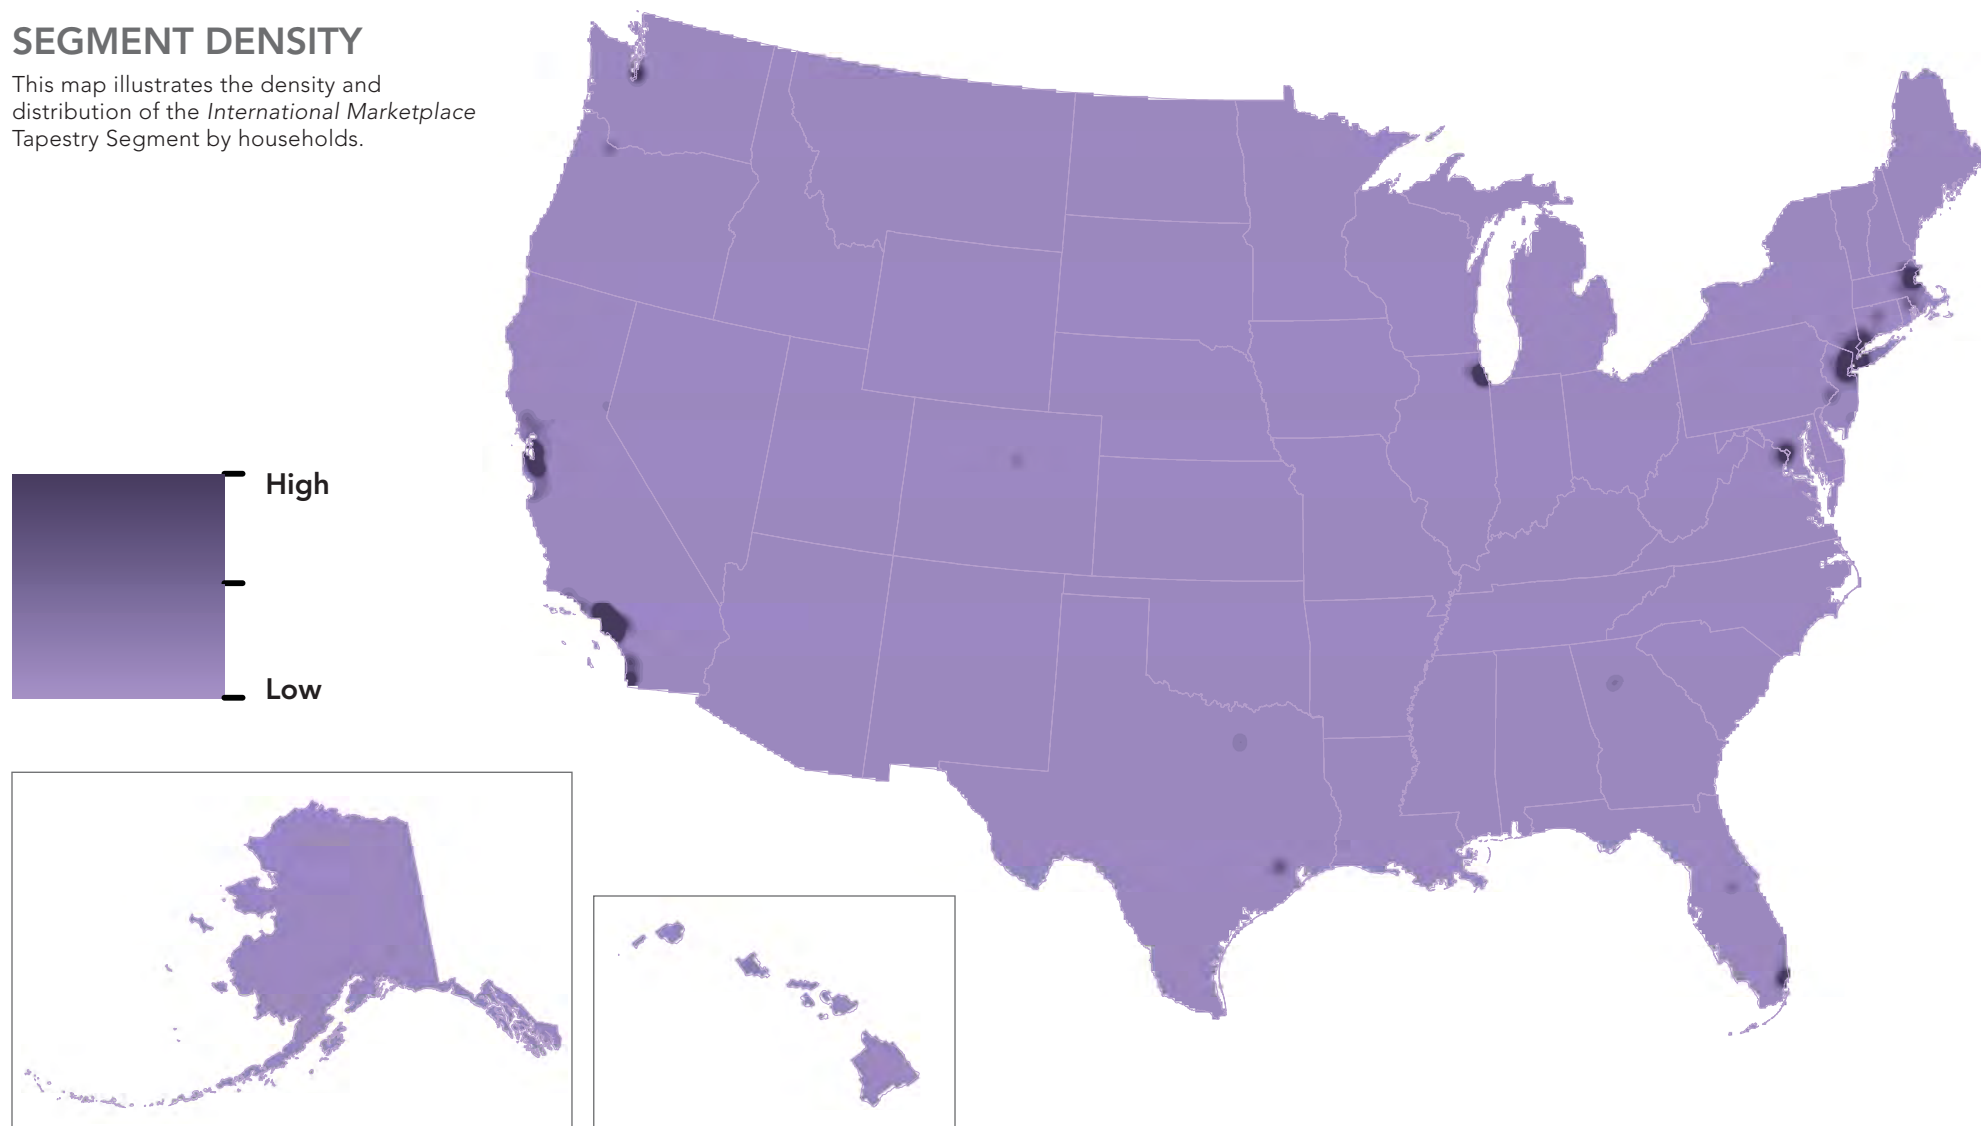 SEGMENT DENSITY
This map illustrates the density and
distribution of the International Marketplace
Tapestry Segment by households.
High
Low